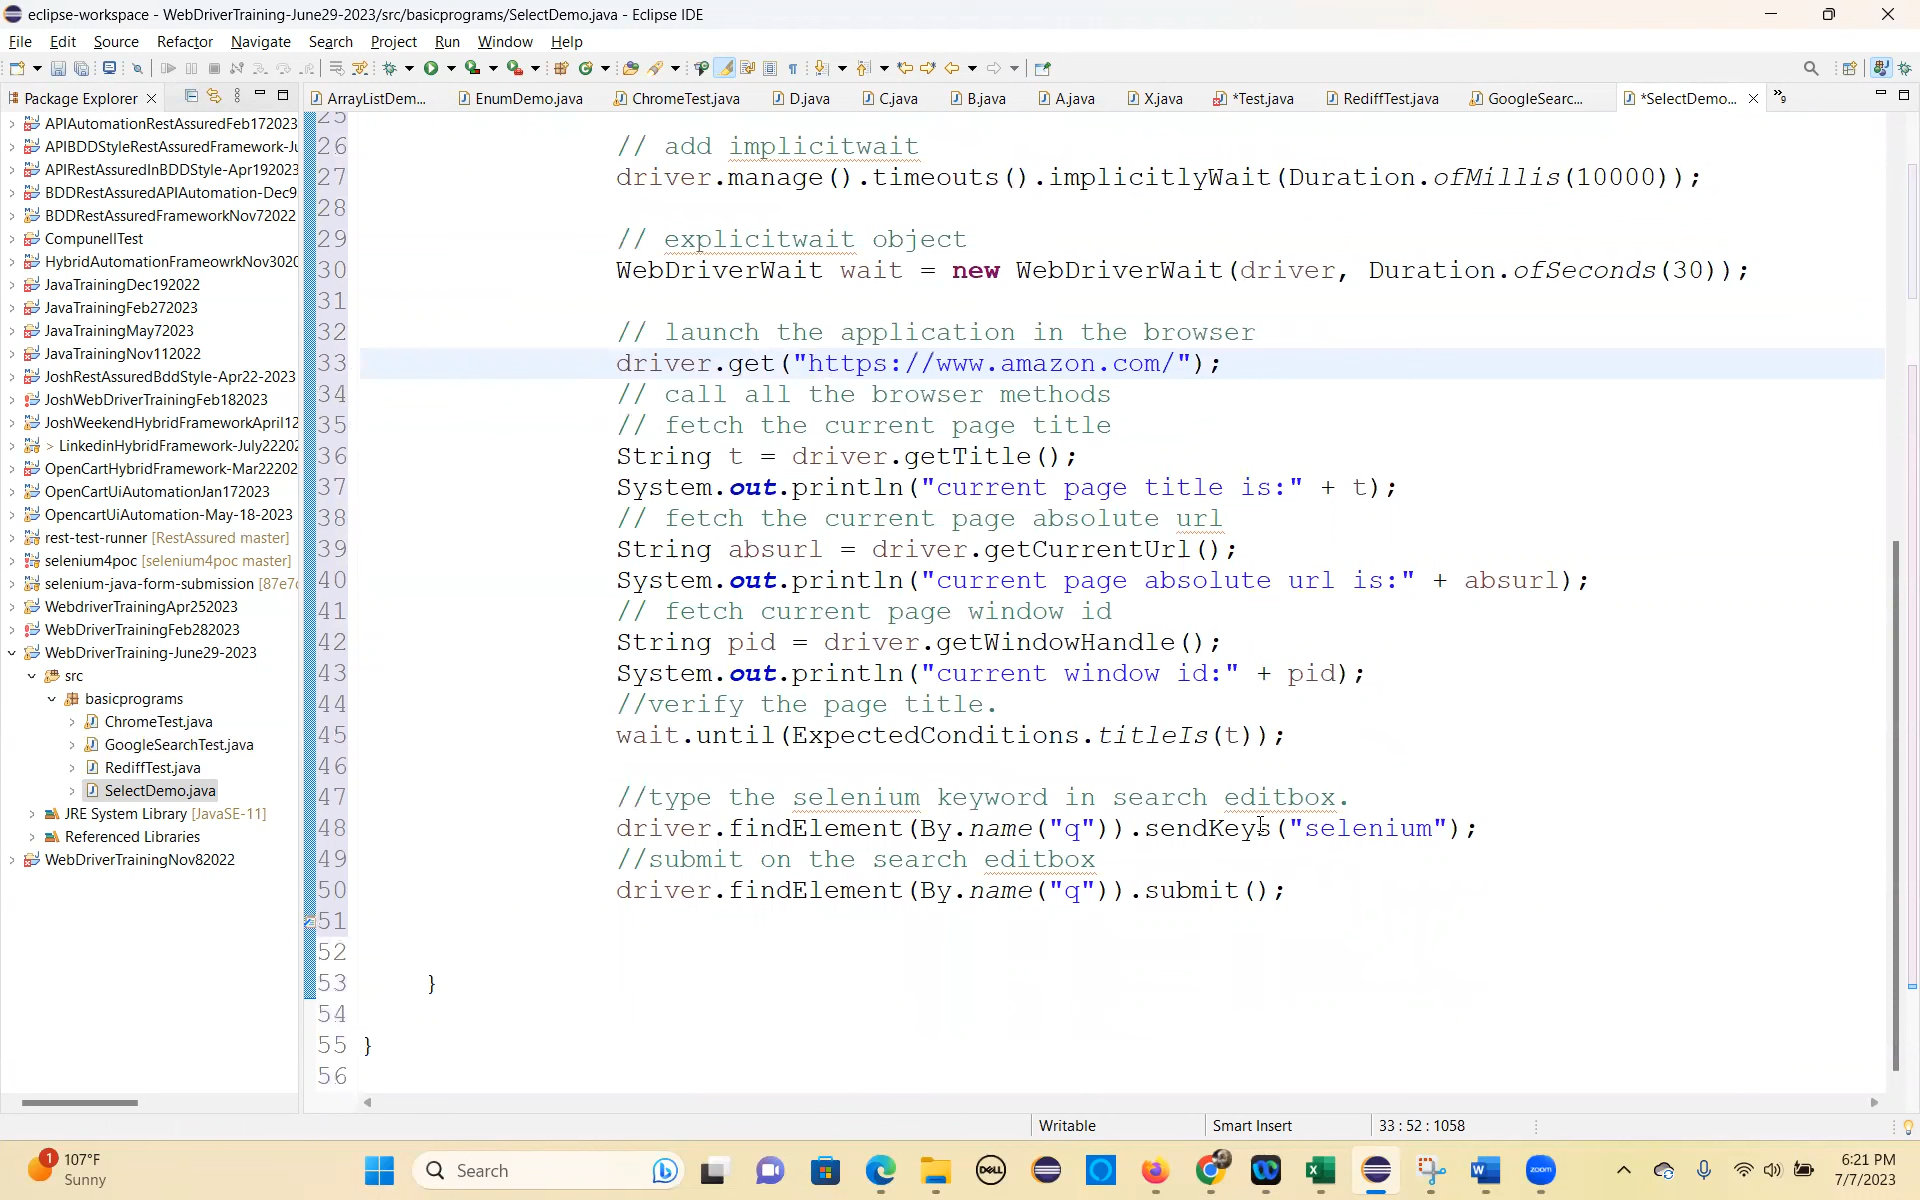 eclipse-workspace - WebDriverTraining-June29-2023/src/basicprograms/SelectDemo.java - Eclipse IDE
File Edit Source Refactor Navigate Search Project Run Window Help
Package Explorer
ArrayListDem... EnumDemo.java ChromeTest.java D.java C.java B.java A.java X.java *Test.java RediffTest.java GoogleSearc... *SelectDemo... 9
APIAutomationRestAssuredFeb172023
APIBDDStyleRestAssuredFramework-Ju
APIRestAssuredInBDDStyle-Apr192023
BDDRestAssuredAPIAutomation-Dec9
BDDRestAssuredFrameworkNov72022
CompunellTest
HybridAutomationFrameowrkNov3020
JavaTrainingDec192022
JavaTrainingFeb272023
JavaTrainingMay72023
JavaTrainingNov112022
JoshRestAssuredBddStyle-Apr22-2023
JoshWebDriverTrainingFeb182023
JoshWeekendHybridFrameworkApril12
> LinkedinHybridFramework-July2220
OpenCartHybridFramework-Mar22202
OpenCartUiAutomationJan172023
OpencartUiAutomation-May-18-2023
rest-test-runner [RestAssured master]
selenium4poc [selenium4poc master]
selenium-java-form-submission [87e7
WebdriverTrainingApr252023
WebDriverTrainingFeb282023
WebDriverTraining-June29-2023
src
basicprograms
ChromeTest.java
GoogleSearchTest.java
RediffTest.java
SelectDemo.java
JRE System Library [JavaSE-11]
Referenced Libraries
WebDriverTrainingNov82022
25
26 // add implicitwait
27 driver.manage().timeouts().implicitlyWait(Duration.ofMillis(10000));
28
29 // explicitwait object
30 WebDriverWait wait = new WebDriverWait(driver, Duration.ofSeconds(30));
31
32 // launch the application in the browser
33 driver.get("https://www.amazon.com/");
34 // call all the browser methods
35 // fetch the current page title
36 String t = driver.getTitle();
37 System.out.println("current page title is:" + t);
38 // fetch the current page absolute url
39 String absurl = driver.getCurrentUrl();
40 System.out.println("current page absolute url is:" + absurl);
41 // fetch current page window id
42 String pid = driver.getWindowHandle();
43 System.out.println("current window id:" + pid);
44 //verify the page title.
45 wait.until(ExpectedConditions.titleIs(t));
46
47 //type the selenium keyword in search editbox.
48 driver.findElement(By.name("q")).sendKeys("selenium");
49 //submit on the search editbox
50 driver.findElement(By.name("q")).submit();
51
52
53 }
54
55 }
56
Writable Smart Insert 33 : 52 : 1058
1 107°F
Sunny
Search
DELL
zoom
6:21 PM
7/7/2023